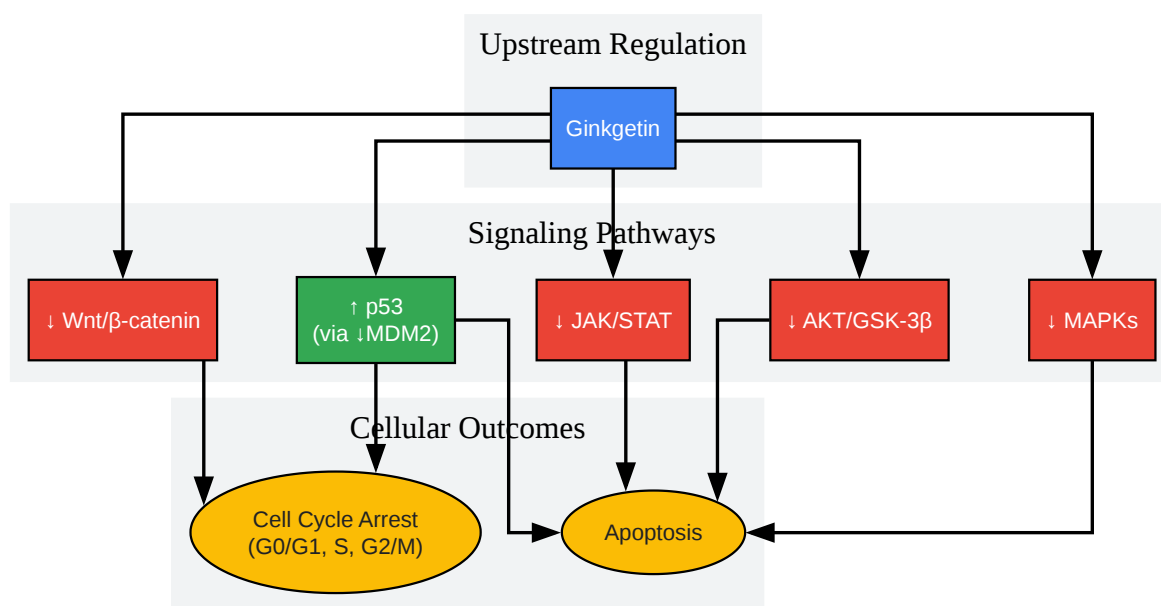 Upstream Regulation
Ginkgetin
Signaling Pathways
↓ Wnt/β-catenin
↑ p53
(via ↓MDM2)
↓ JAK/STAT
↓ AKT/GSK-3β
↓ MAPKs
Cellular Outcomes
Cell Cycle Arrest
(G0/G1, S, G2/M)
Apoptosis